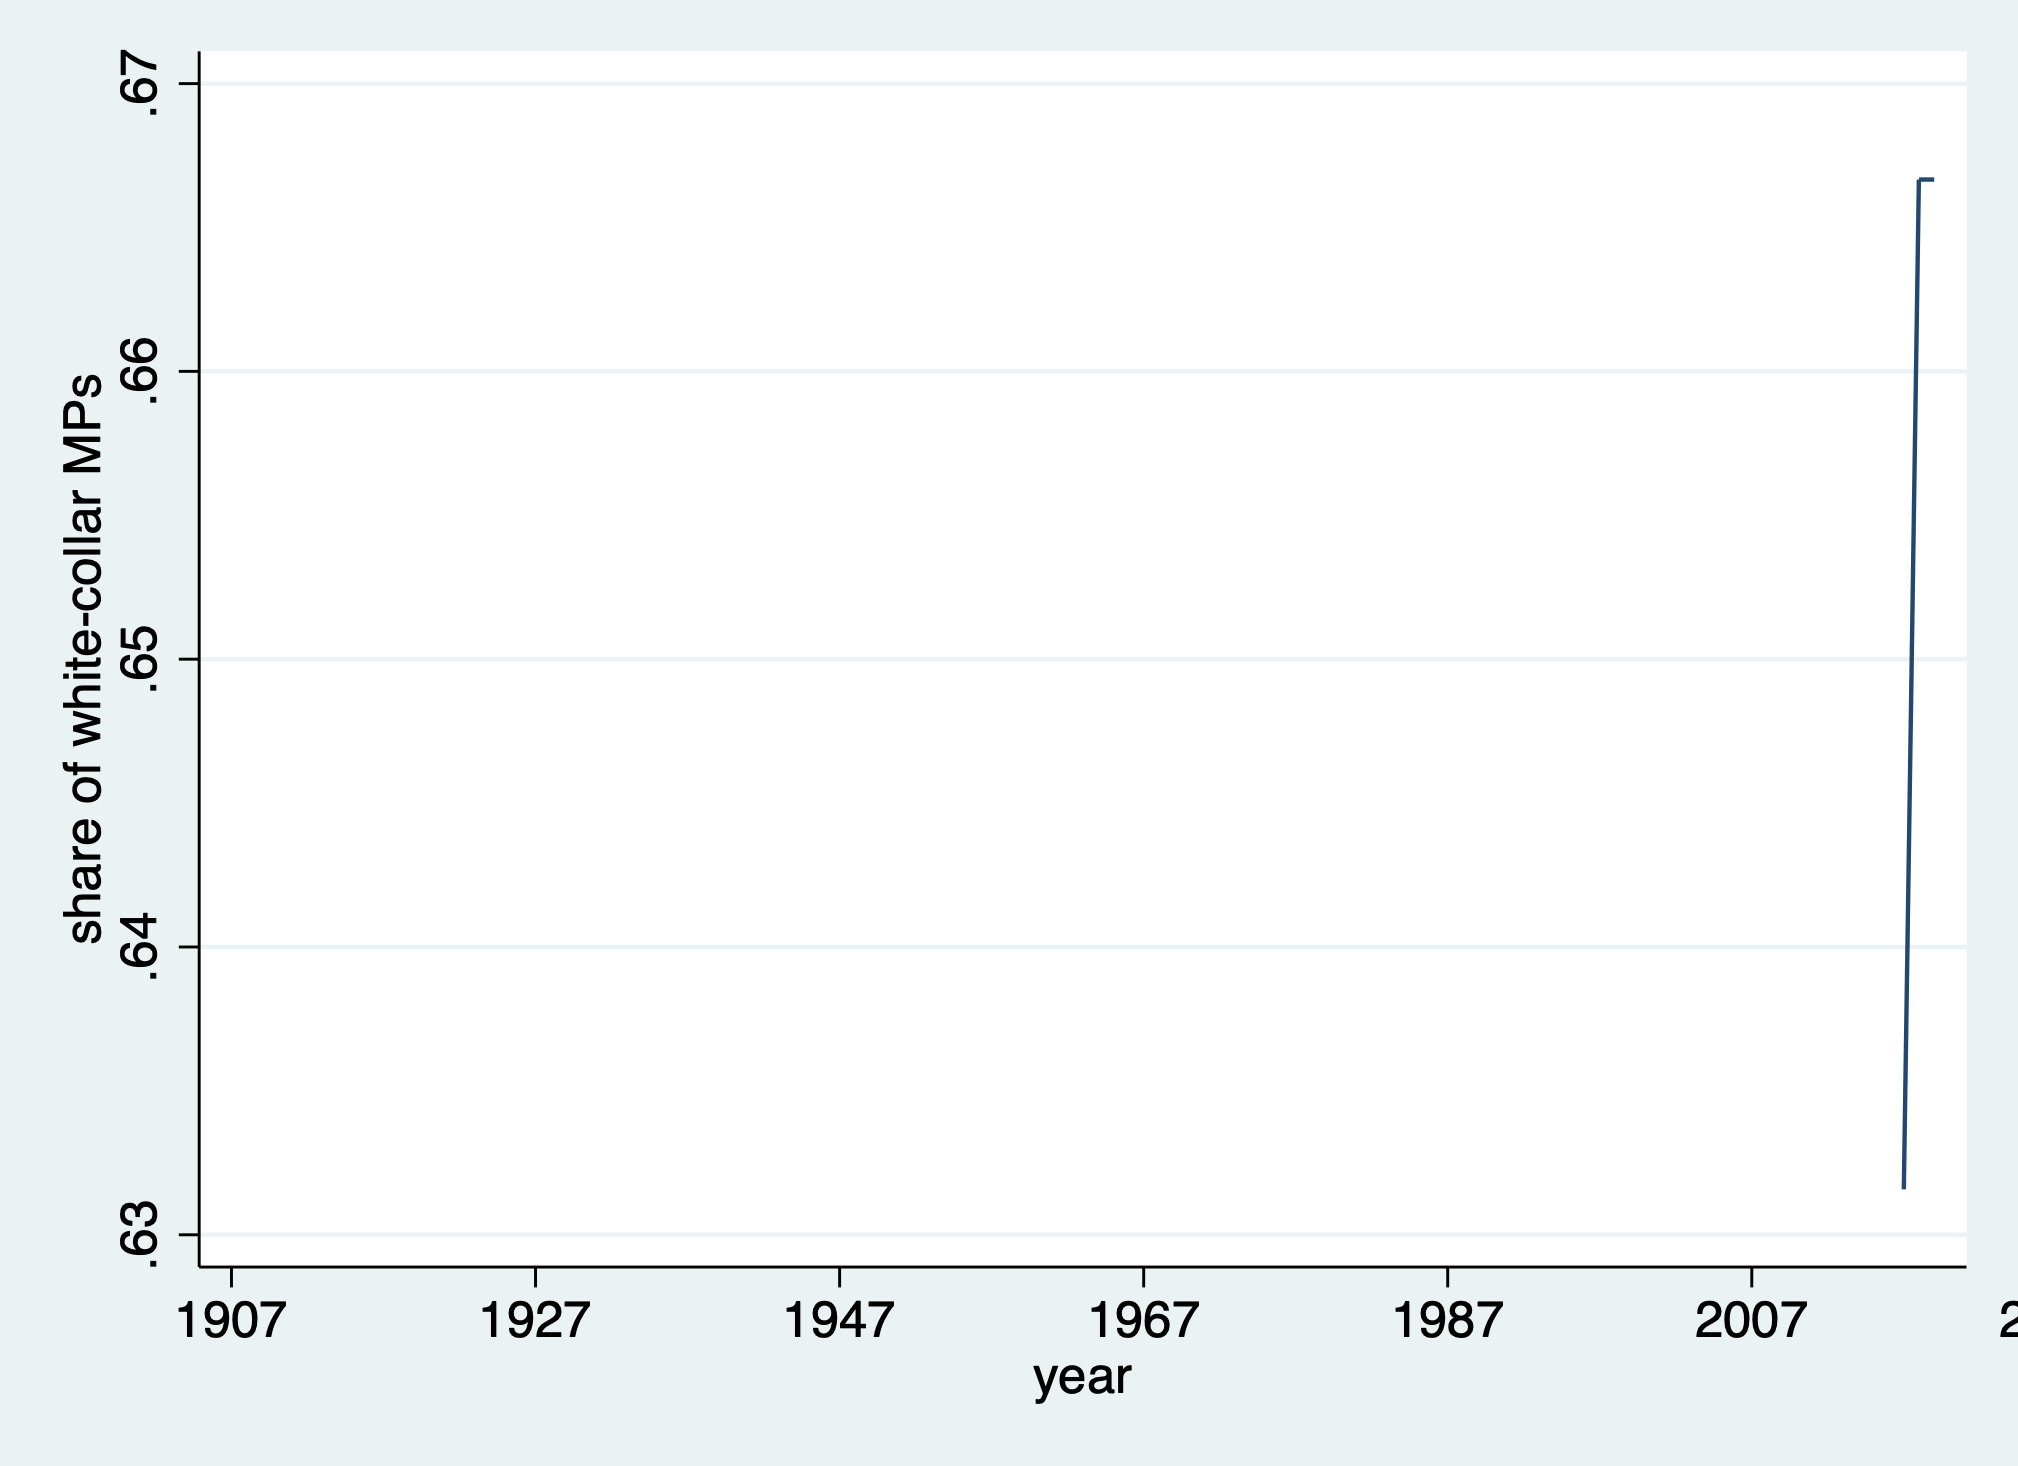 .67
.66
.65
.64
.63
share of white-collar MPs
1907 1927 1947 1967 1987 2007
year